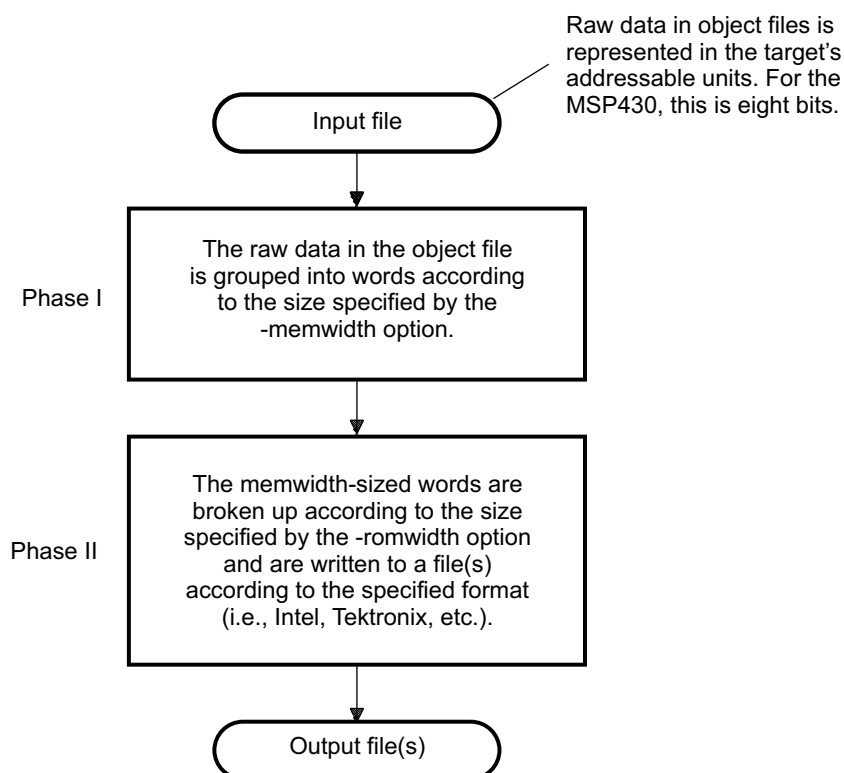 Raw data in object files is
represented in the target's
addressable units. For the
MSP430, this is eight bits.
Input file
Phase I
The raw data in the object file
is grouped into words according
to the size specified by the
-memwidth option.
Phase II
The memwidth-sized words are
broken up according to the size
specified by the -romwidth option
and are written to a file(s)
according to the specified format
(i.e., Intel, Tektronix, etc.).
Output file(s)